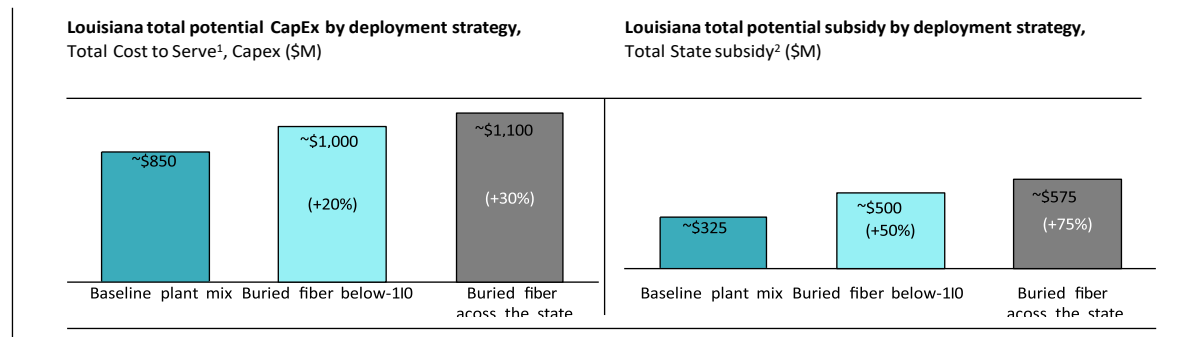 Louisiana total potential CapEx by deployment strategy,
Total Cost to Serve¹, Capex ($M)
~$850
~$1,000
(+20%)
~$1,100
(+30%)
Baseline plant mix
Buried fiber below-1I0
Buried fiber
acoss the state
Louisiana total potential subsidy by deployment strategy,
Total State subsidy² ($M)
~$325
~$500
(+50%)
~$575
(+75%)
Baseline plant mix
Buried fiber below-1I0
Buried fiber
acoss the state